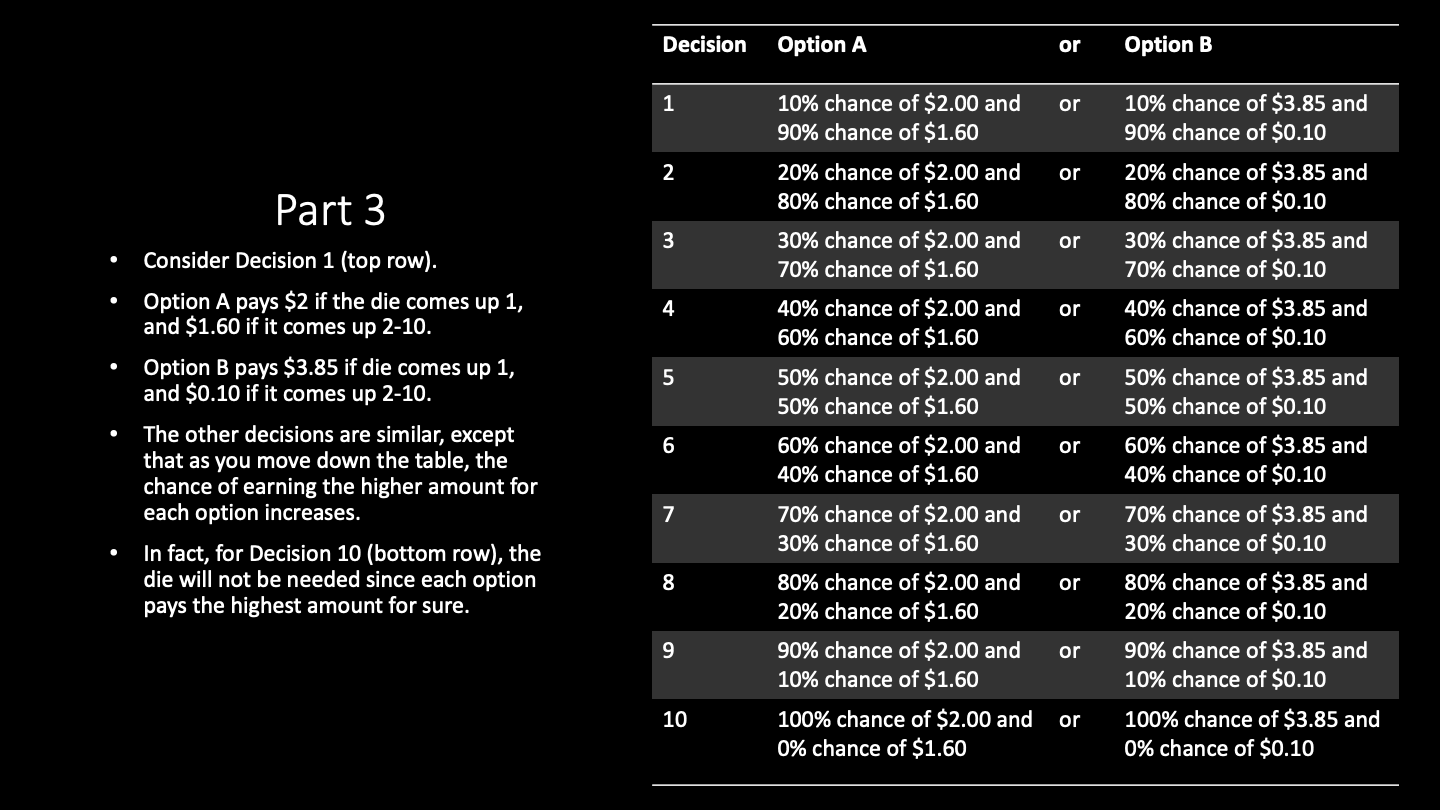 Part 3
• Consider Decision 1 (top row).
• Option A pays $2 if the die comes up 1,
and $1.60 if it comes up 2-10.
• Option B pays $3.85 if die comes up 1,
and $0.10 if it comes up 2-10.
• The other decisions are similar, except
that as you move down the table, the
chance of earning the higher amount for
each option increases.
• In fact, for Decision 10 (bottom row), the
die will not be needed since each option
pays the highest amount for sure.
Decision Option A or Option B
1 10% chance of $2.00 and or 10% chance of $3.85 and
90% chance of $1.60 90% chance of $0.10
2 20% chance of $2.00 and or 20% chance of $3.85 and
80% chance of $1.60 80% chance of $0.10
3 30% chance of $2.00 and or 30% chance of $3.85 and
70% chance of $1.60 70% chance of $0.10
4 40% chance of $2.00 and or 40% chance of $3.85 and
60% chance of $1.60 60% chance of $0.10
5 50% chance of $2.00 and or 50% chance of $3.85 and
50% chance of $1.60 50% chance of $0.10
6 60% chance of $2.00 and or 60% chance of $3.85 and
40% chance of $1.60 40% chance of $0.10
7 70% chance of $2.00 and or 70% chance of $3.85 and
30% chance of $1.60 30% chance of $0.10
8 80% chance of $2.00 and or 80% chance of $3.85 and
20% chance of $1.60 20% chance of $0.10
9 90% chance of $2.00 and or 90% chance of $3.85 and
10% chance of $1.60 10% chance of $0.10
10 100% chance of $2.00 and or 100% chance of $3.85 and
0% chance of $1.60 0% chance of $0.10